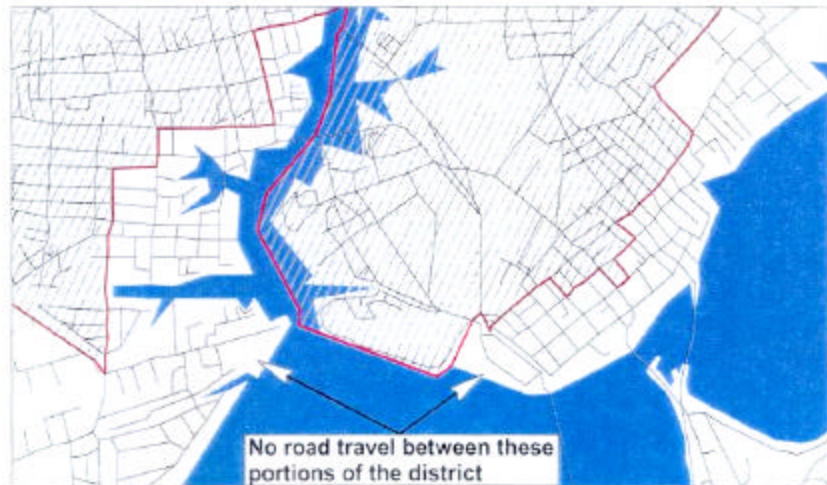 No road travel between these
portions of the district